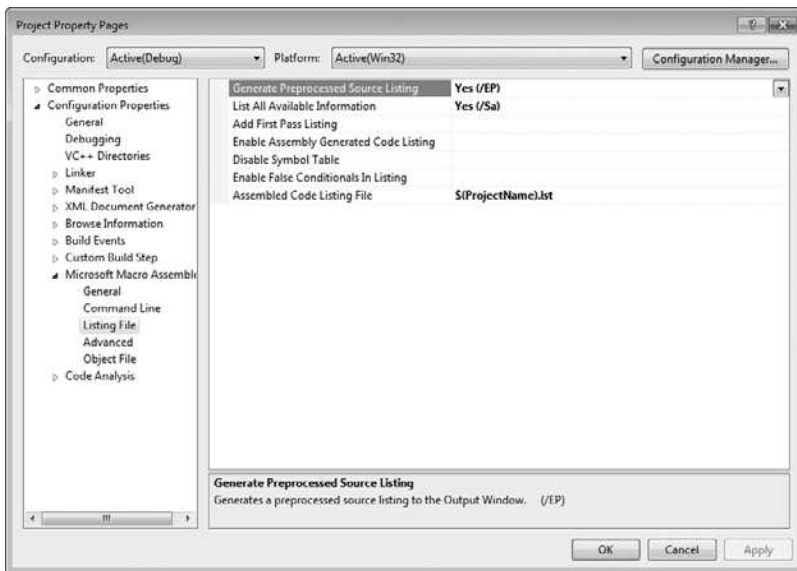 Project Property Pages
Configuration: Active(Debug) Platform: Active(Win32) Configuration Manager...
Common Properties
Configuration Properties
General
Debugging
VC++ Directories
Linker
Manifest Tool
XML Document Generator
Browse Information
Build Events
Custom Build Step
Microsoft Macro Assemble
General
Command Line
Listing File
Advanced
Object File
Code Analysis
Generate Preprocessed Source Listing Yes (/EP)
List All Available Information Yes (/Sa)
Add First Pass Listing
Enable Assembly Generated Code Listing
Disable Symbol Table
Enable False Conditionals In Listing
Assembled Code Listing File $(ProjectName).lst
Generate Preprocessed Source Listing
Generates a preprocessed source listing to the Output Window. (/EP)
OK Cancel Apply